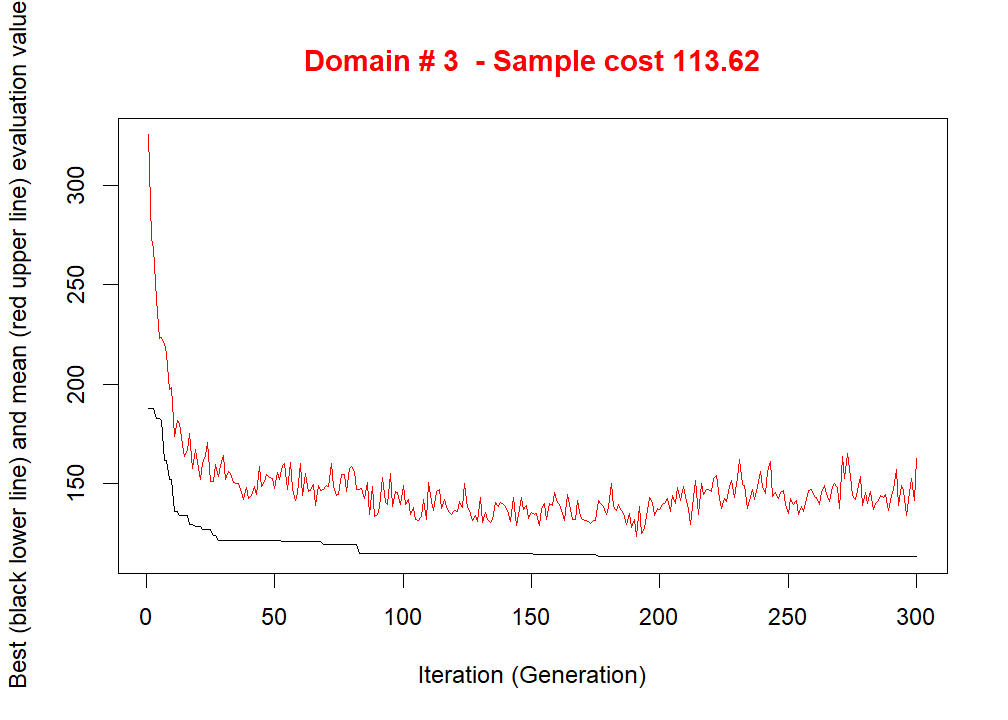 Domain # 3  - Sample cost 113.62
Best (black lower line) and mean (red upper line) evaluation value
300
250
200
150
0 50 100 150 200 250 300
Iteration (Generation)